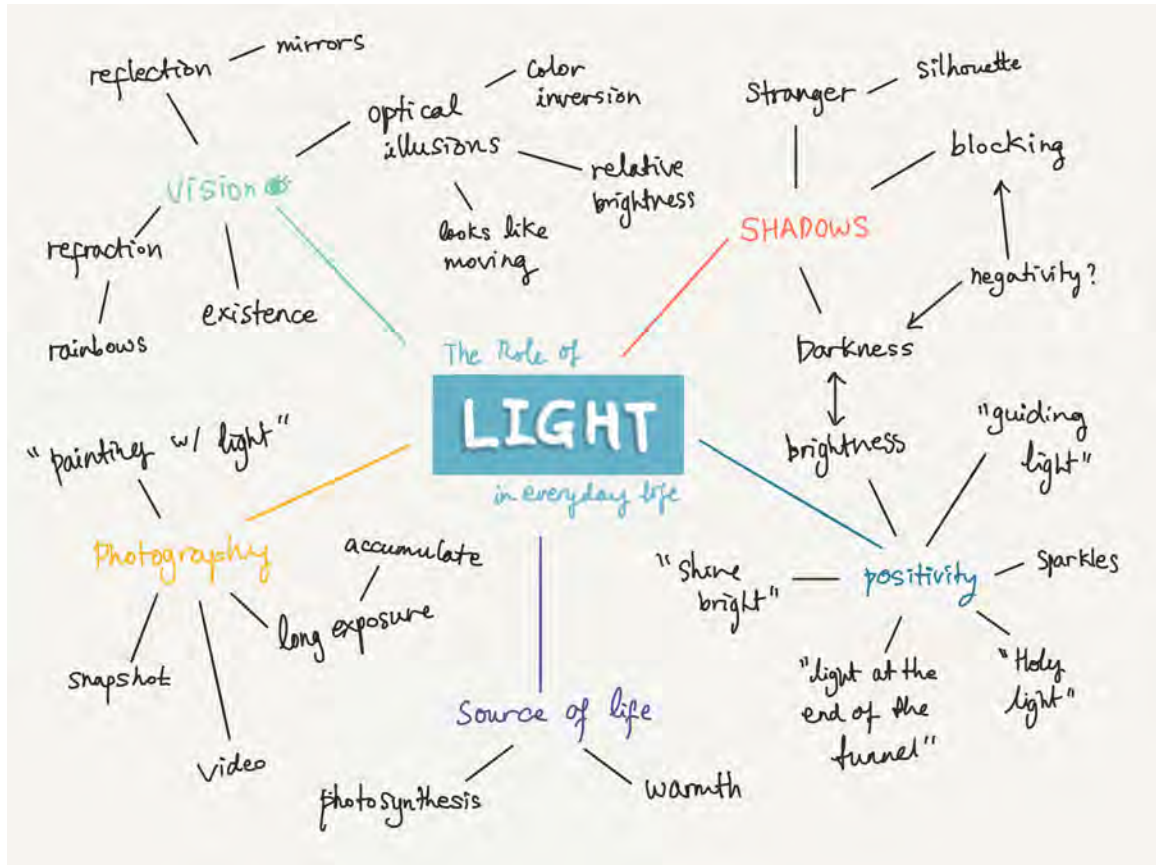 reflection
mirrors
optical
illusions
color
inversion
relative
brightness
looks like
moving
Vision
refraction
rainbows
existence
Stranger
silhouette
blocking
SHADOWS
negativity?
Darkness
brightness
The Role of
LIGHT
in everyday life
"painting w/ light"
Photography
accumulate
long exposure
snapshot
video
Source of life
photosynthesis
warmth
"guiding
light"
"shine
bright"
positivity
sparkles
"light at the
end of the
tunnel"
"Holy
light"